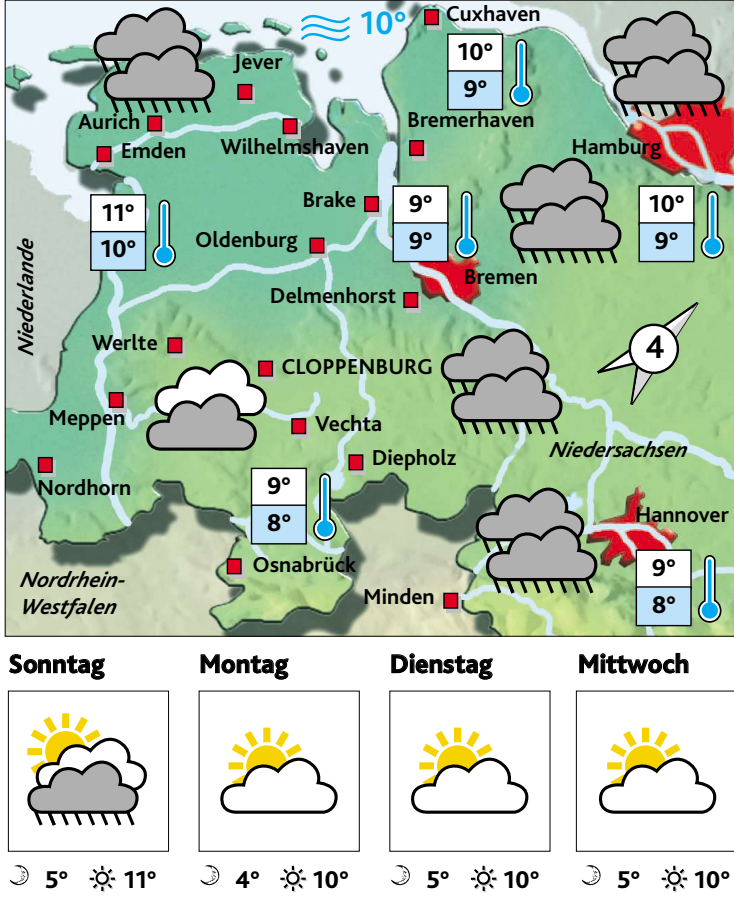 10°
Cuxhaven
10°
9°
Jever
Aurich
Emden
Wilhelmshaven
Bremerhaven
Hamburg
11°
10°
Brake
9°
9°
10°
9°
Oldenburg
Bremen
Delmenhorst
Niederlande
Werlte
CLOPPENBURG
4
Meppen
Vechta
Niedersachsen
Diepholz
Nordhorn
9°
8°
Hannover
Osnabrück
Nordrhein-
Westfalen
Minden
9°
8°
Sonntag
Montag
Dienstag
Mittwoch
5° 11°
4° 10°
5° 10°
5° 10°